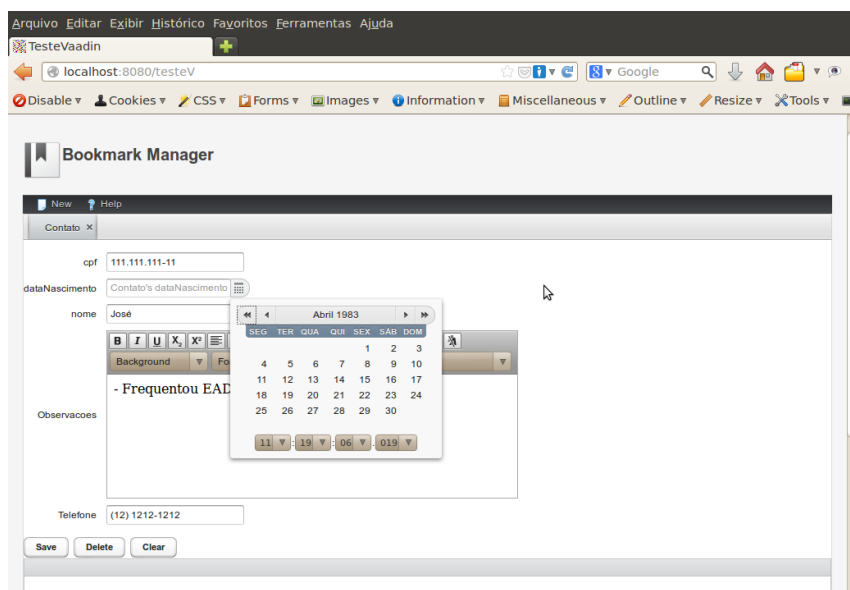 Arquivo Editar Exibir Histórico Favoritos Ferramentas Ajuda
TesteVaadin
localhost:8080/testeV
Google
Disable Cookies CSS Forms Images Information Miscellaneous Outline Resize Tools
Bookmark Manager
New Help
Contato
cpf 111.111.111-11
dataNascimento Contato's dataNascimento
nome José
Abril 1983
SEG TER QUA QUI SEX SÁB DOM
1 2 3
4 5 6 7 8 9 10
11 12 13 14 15 16 17
18 19 20 21 22 23 24
25 26 27 28 29 30
11 : 19 : 06 . 019
B I U X₂ X²
Background Fo
- Frequentou EAD
Observacoes
Telefone (12) 1212-1212
Save Delete Clear